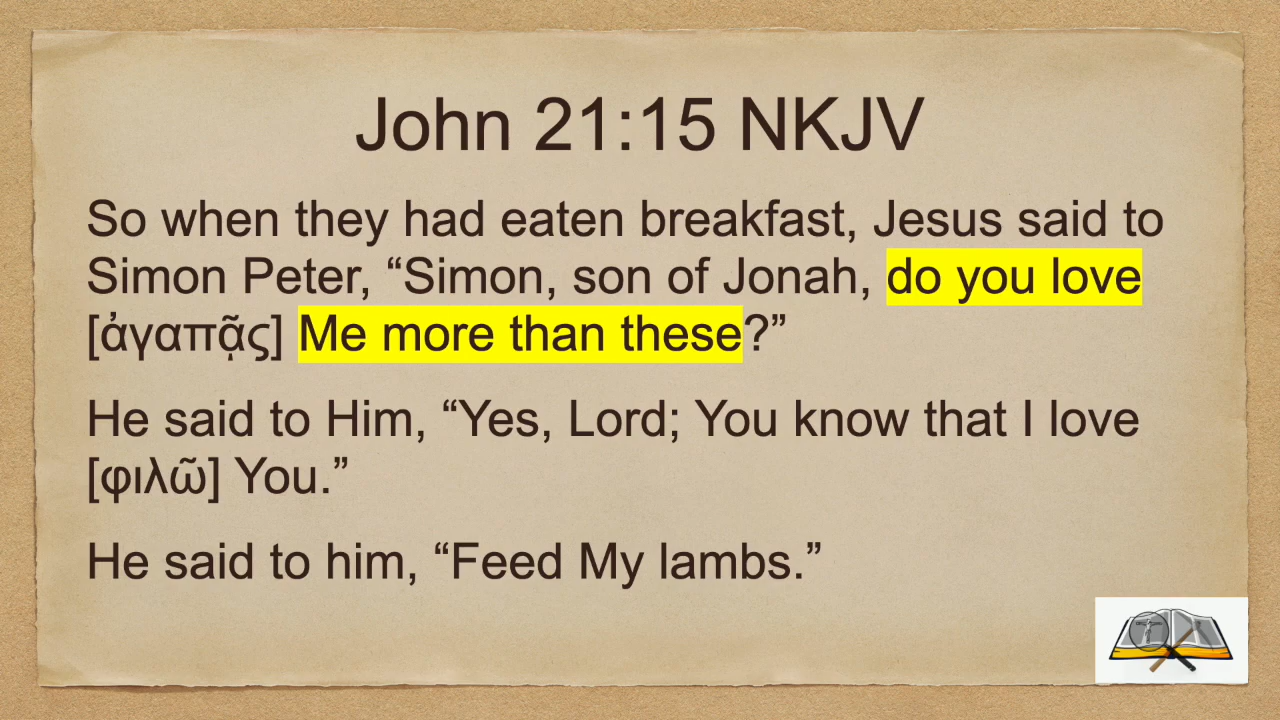 John 21:15 NKJV
So when they had eaten breakfast, Jesus said to
Simon Peter, “Simon, son of Jonah, do you love
[ἀγαπᾷς] Me more than these?”
He said to Him, “Yes, Lord; You know that I love
[φιλῶ] You.”
He said to him, “Feed My lambs.”